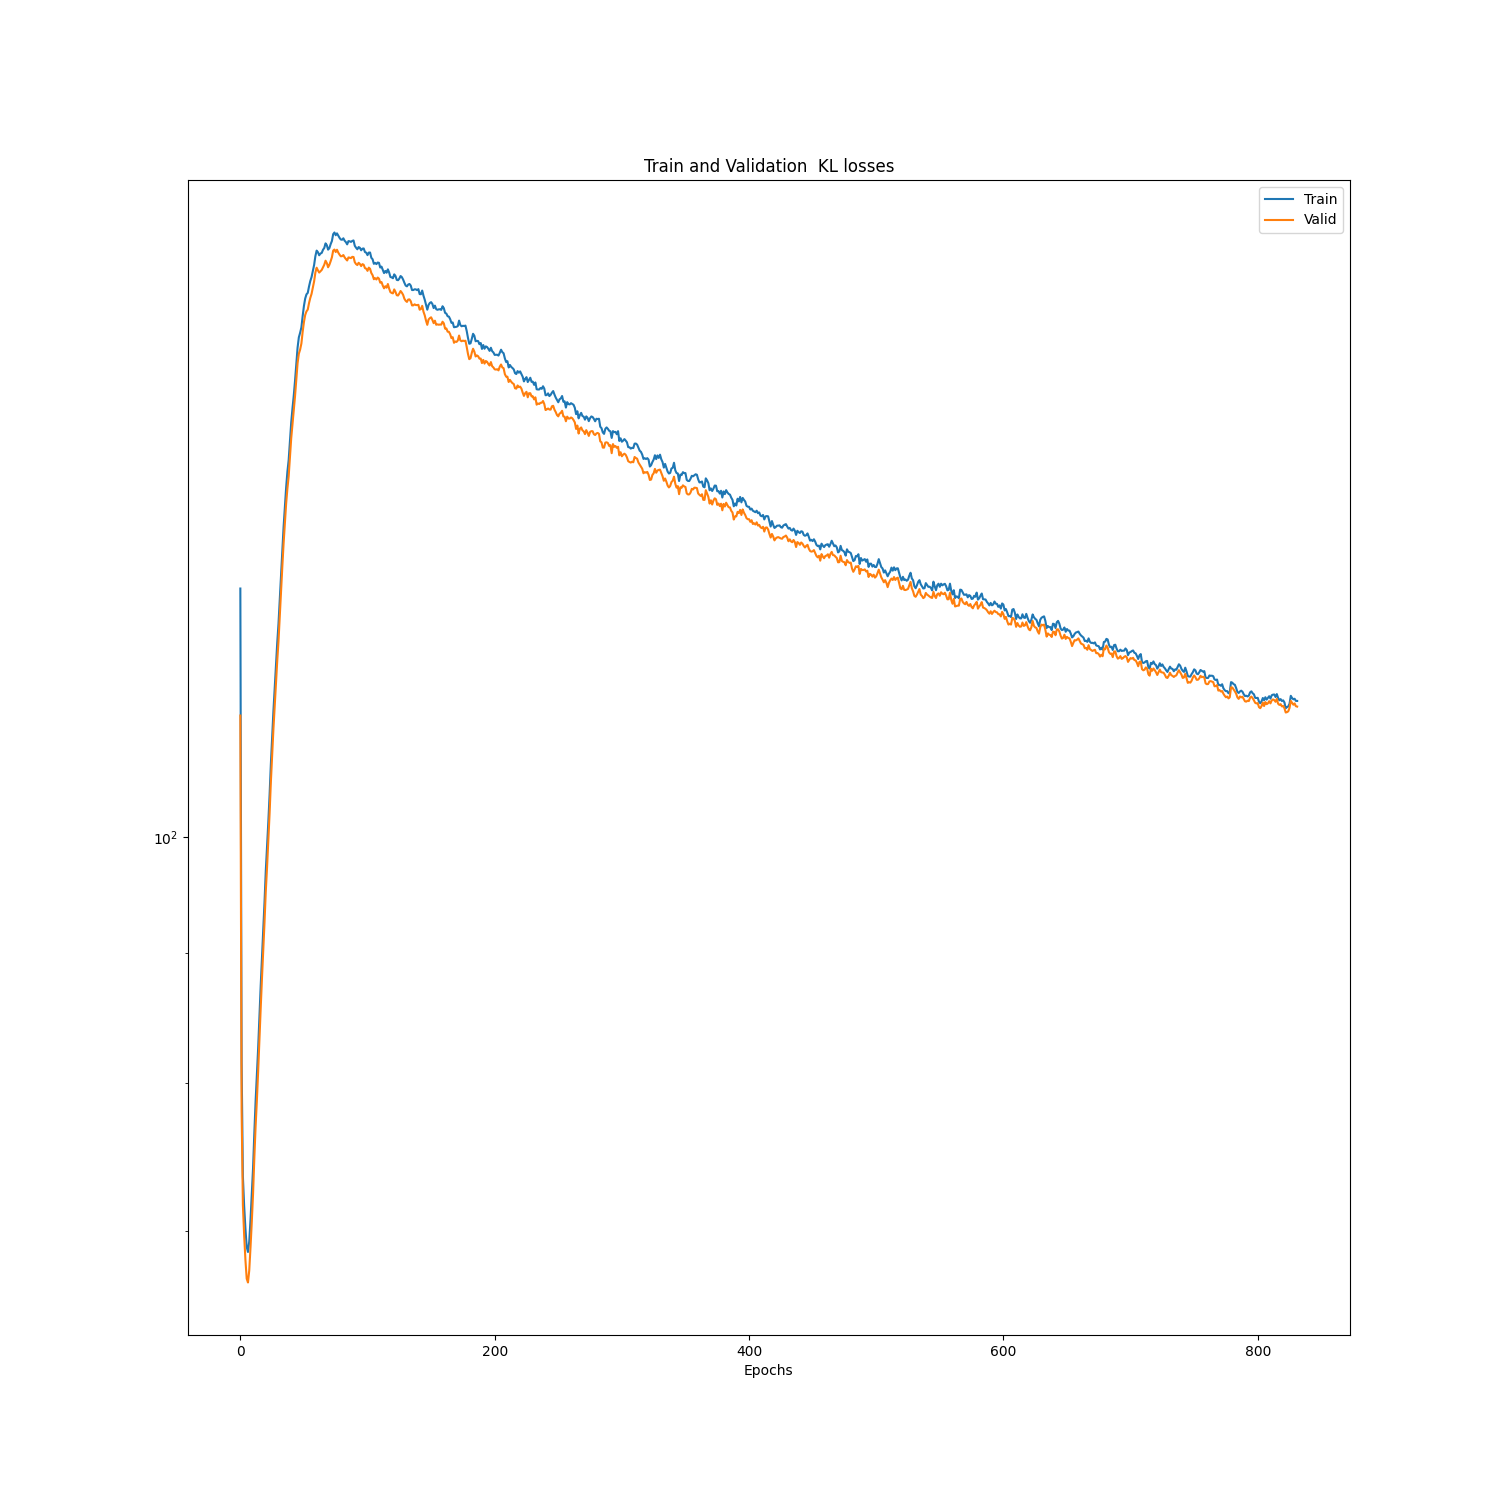 Train and Validation  KL losses
Train
Valid
10²
0 200 400 600 800
Epochs